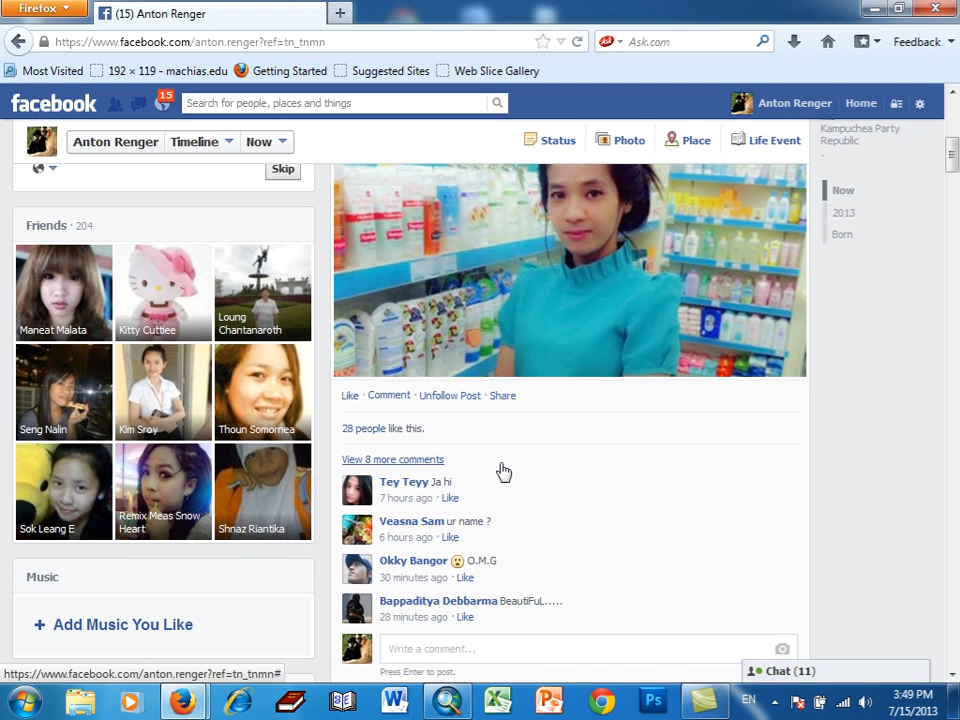 Firefox
(15) Anton Renger
https://www.facebook.com/anton.renger?ref=tn_tnmn
Ask.com
Feedback
Most Visited
192 × 119 - machias.edu
Getting Started
Suggested Sites
Web Slice Gallery
facebook
15
Search for people, places and things
Anton Renger
Home
Anton Renger
Timeline
Now
Status
Photo
Place
Life Event
Kampuchea Party
Republic
.
Skip
Now
2013
Born
Friends · 204
Maneat Malata
Kitty Cuttiee
Loung
Chantanaroth
Seng Nalin
Kim Sroy
Thoun Somornea
Sok Leang E
Remix Meas Snow
Heart
Shnaz Riantika
Like · Comment · Unfollow Post · Share
28 people like this.
View 8 more comments
Tey Teyy Ja hi
7 hours ago · Like
Veasna Sam ur name ?
6 hours ago · Like
Okky Bangor 😮 O.M.G
30 minutes ago · Like
Bappaditya Debbarma BeautiFuL.....
28 minutes ago · Like
Write a comment...
Press Enter to post.
Music
+ Add Music You Like
https://www.facebook.com/anton.renger?ref=tn_tnmn#
Chat (11)
EN
3:49 PM
7/15/2013